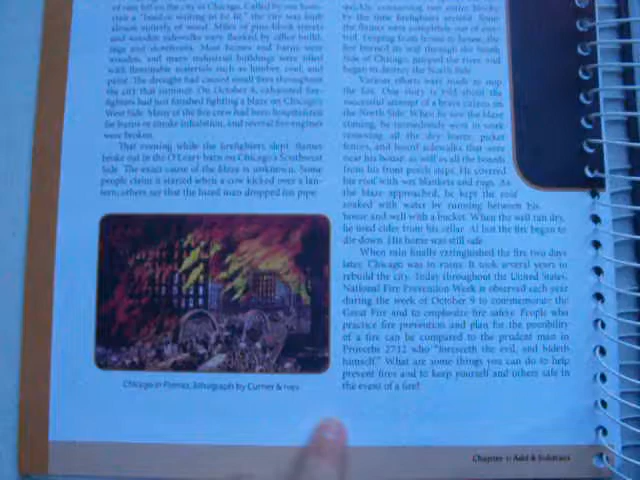 of rain fell on the city of Chicago. Called by one historian a
the city was built
almost entirely of wood. Miles of pine-block streets
and wooden sidewalks were flanked by office buildings
and storefronts. Most homes and barns were
wooden, and many industrial buildings were filled
with flammable materials such as lumber, coal, and
paint. The drought had caused small fires throughout
the city that summer. On October 8, exhausted fire-
fighters had just finished fighting a blaze on Chicago's
West Side. Many of the fire crew had been hospitalized
for burns or smoke inhalation, and several fire engines
were broken.
That evening while the firefighters slept, flames
broke out in the O'Leary barn on Chicago's Southwest
Side. The exact cause of the blaze is unknown. Some
people claim it started when a cow kicked over a lan-
tern; others say that the hired man dropped his pipe.
Chicago in Flames, lithograph by Currier & Ives
quickly consuming two entire blocks.
By the time firefighters arrived
the flames were completely out of con-
trol. Leaping from house to house, the
fire burned its way through the South
Side of Chicago, jumped the river, and
began to destroy the North Side.
Various efforts were made to stop
the fire. One story is told about the
successful attempt of a brave citizen on
the North Side. When he saw the blaze
coming, he immediately went to work
removing all the dry leaves, picket
fences, and board sidewalks that were
near his house, as well as all the boards
from his front porch steps. He covered
his roof with wet blankets and rugs. As
the blaze approached, he kept the roof
soaked with water by running between his
house and well with a bucket. When the well ran dry,
he used cider from his cellar. At last the fire began to
die down. His home was still safe.
When rain finally extinguished the fire two days
later, Chicago was in ruins. It took several years to
rebuild the city. Today throughout the United States,
National Fire Prevention Week is observed each year
during the week of October 9 to commemorate the
Great Fire and to emphasize fire safety. People who
practice fire prevention and plan for the possibility
of a fire can be compared to the prudent man in
Proverbs 27:12 who "foreseeth the evil, and hideth
himself." What are some things you can do to help
prevent fires and to keep yourself and others safe in
the event of a fire?
Chapter 1: Add & Subtract